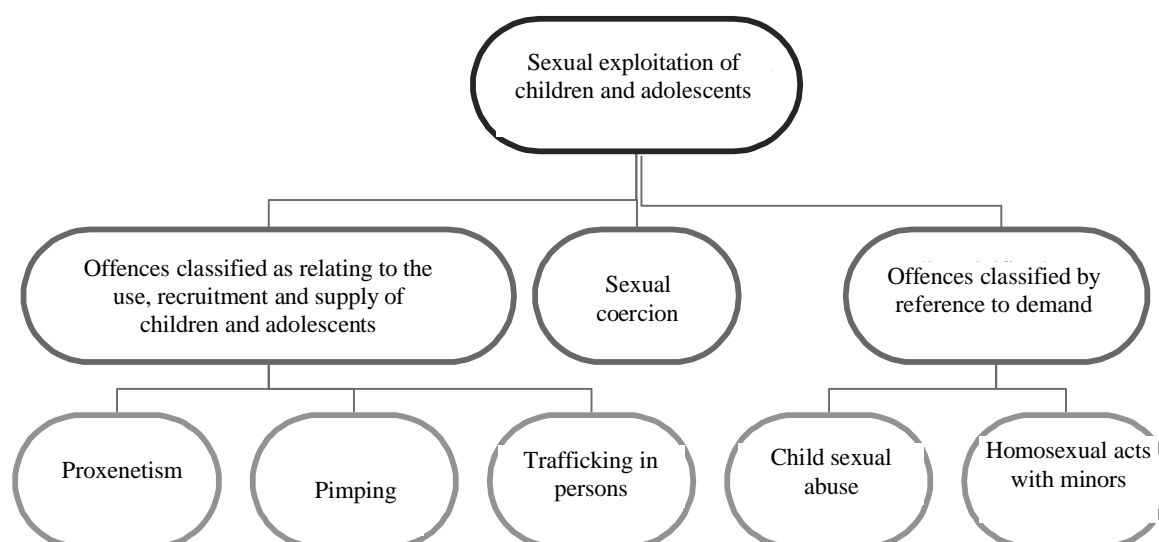 Sexual exploitation of
children and adolescents
Offences classified as relating to the
use, recruitment and supply of
children and adolescents
Sexual
coercion
Offences classified by
reference to demand
Proxenetism
Pimping
Trafficking in
persons
Child sexual
abuse
Homosexual acts
with minors